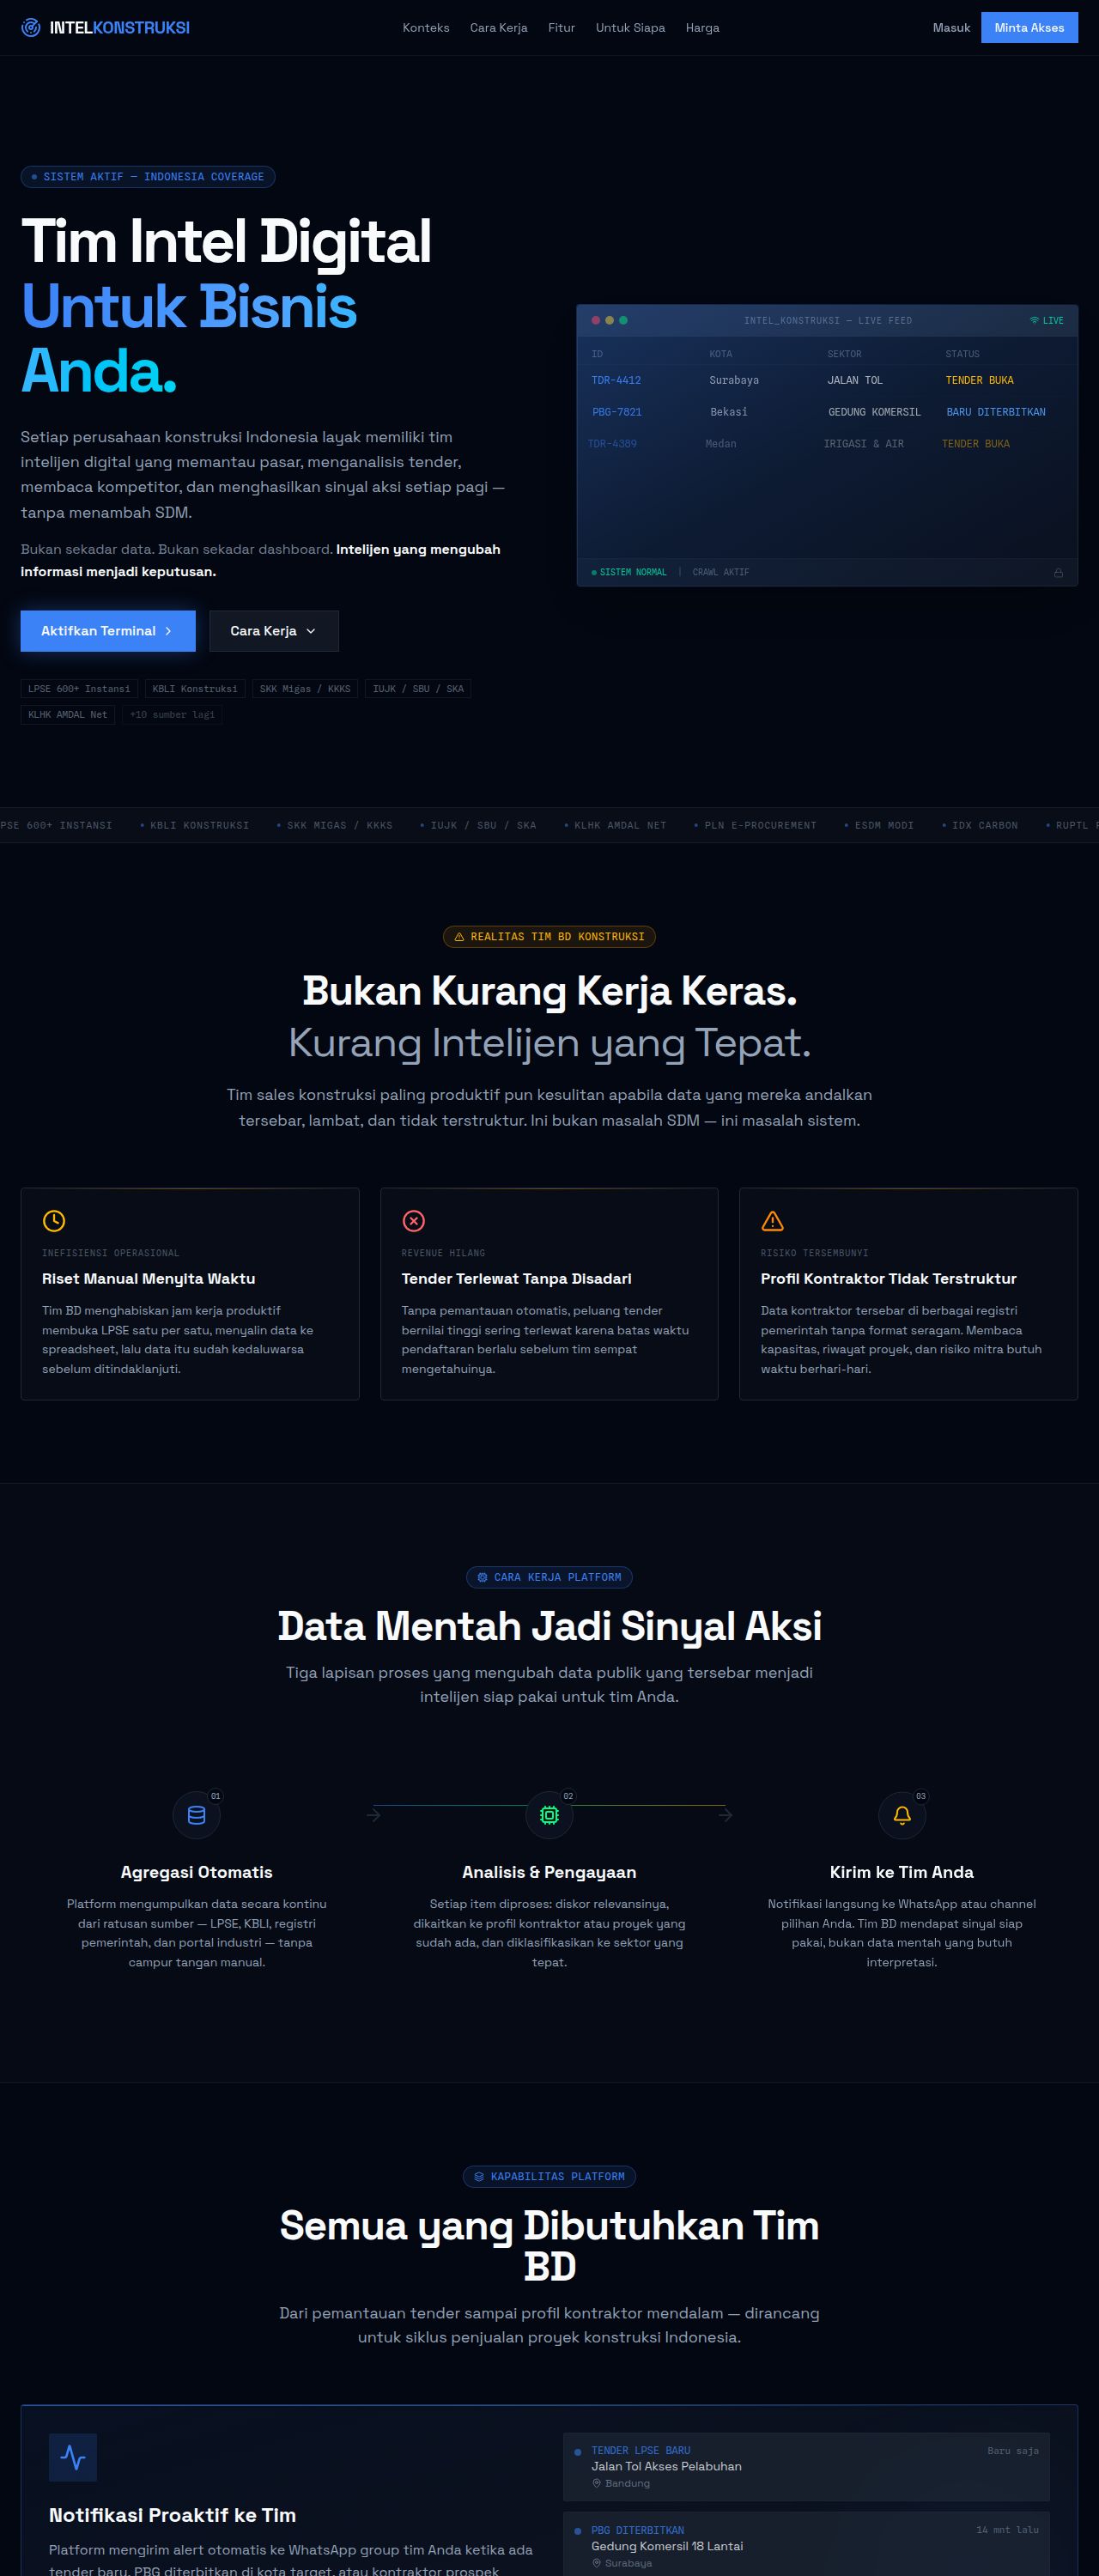 INTELKONSTRUKSI
Konteks Cara Kerja Fitur Untuk Siapa Harga
Masuk Minta Akses
SISTEM AKTIF — INDONESIA COVERAGE
Tim Intel Digital
Untuk Bisnis
Anda.
Setiap perusahaan konstruksi Indonesia layak memiliki tim
intelijen digital yang memantau pasar, menganalisis tender,
membaca kompetitor, dan menghasilkan sinyal aksi setiap pagi —
tanpa menambah SDM.
Bukan sekadar data. Bukan sekadar dashboard. Intelijen yang mengubah
informasi menjadi keputusan.
Aktifkan Terminal
Cara Kerja
LPSE 600+ Instansi KBLI Konstruksi SKK Migas / KKKS IUJK / SBU / SKA
KLHK AMDAL Net +10 sumber lagi
INTEL_KONSTRUKSI — LIVE FEED LIVE
ID KOTA SEKTOR STATUS
TDR-4412 Surabaya JALAN TOL TENDER BUKA
PBG-7821 Bekasi GEDUNG KOMERSIL BARU DITERBITKAN
TDR-4389 Medan IRIGASI & AIR TENDER BUKA
SISTEM NORMAL | CRAWL AKTIF
PSE 600+ INSTANSI • KBLI KONSTRUKSI • SKK MIGAS / KKKS • IUJK / SBU / SKA • KLHK AMDAL NET • PLN E-PROCUREMENT • ESDM MODI • IDX CARBON • RUPTL
REALITAS TIM BD KONSTRUKSI
Bukan Kurang Kerja Keras.
Kurang Intelijen yang Tepat.
Tim sales konstruksi paling produktif pun kesulitan apabila data yang mereka andalkan
tersebar, lambat, dan tidak terstruktur. Ini bukan masalah SDM — ini masalah sistem.
INEFISIENSI OPERASIONAL
Riset Manual Menyita Waktu
Tim BD menghabiskan jam kerja produktif
membuka LPSE satu per satu, menyalin data ke
spreadsheet, lalu data itu sudah kedaluwarsa
sebelum ditindaklanjuti.
REVENUE HILANG
Tender Terlewat Tanpa Disadari
Tanpa pemantauan otomatis, peluang tender
bernilai tinggi sering terlewat karena batas waktu
pendaftaran berlalu sebelum tim sempat
mengetahuinya.
RISIKO TERSEMBUNYI
Profil Kontraktor Tidak Terstruktur
Data kontraktor tersebar di berbagai registri
pemerintah tanpa format seragam. Membaca
kapasitas, riwayat proyek, dan risiko mitra butuh
waktu berhari-hari.
CARA KERJA PLATFORM
Data Mentah Jadi Sinyal Aksi
Tiga lapisan proses yang mengubah data publik yang tersebar menjadi
intelijen siap pakai untuk tim Anda.
01
Agregasi Otomatis
Platform mengumpulkan data secara kontinu
dari ratusan sumber — LPSE, KBLI, registri
pemerintah, dan portal industri — tanpa
campur tangan manual.
02
Analisis & Pengayaan
Setiap item diproses: diskor relevansinya,
dikaitkan ke profil kontraktor atau proyek yang
sudah ada, dan diklasifikasikan ke sektor yang
tepat.
03
Kirim ke Tim Anda
Notifikasi langsung ke WhatsApp atau channel
pilihan Anda. Tim BD mendapat sinyal siap
pakai, bukan data mentah yang butuh
interpretasi.
KAPABILITAS PLATFORM
Semua yang Dibutuhkan Tim
BD
Dari pemantauan tender sampai profil kontraktor mendalam — dirancang
untuk siklus penjualan proyek konstruksi Indonesia.
Notifikasi Proaktif ke Tim
Platform mengirim alert otomatis ke WhatsApp group tim Anda ketika ada
tender baru, PBG diterbitkan di kota target, atau kontraktor prospek
TENDER LPSE BARU Baru saja
Jalan Tol Akses Pelabuhan
Bandung
PBG DITERBITKAN 14 mnt lalu
Gedung Komersil 18 Lantai
Surabaya